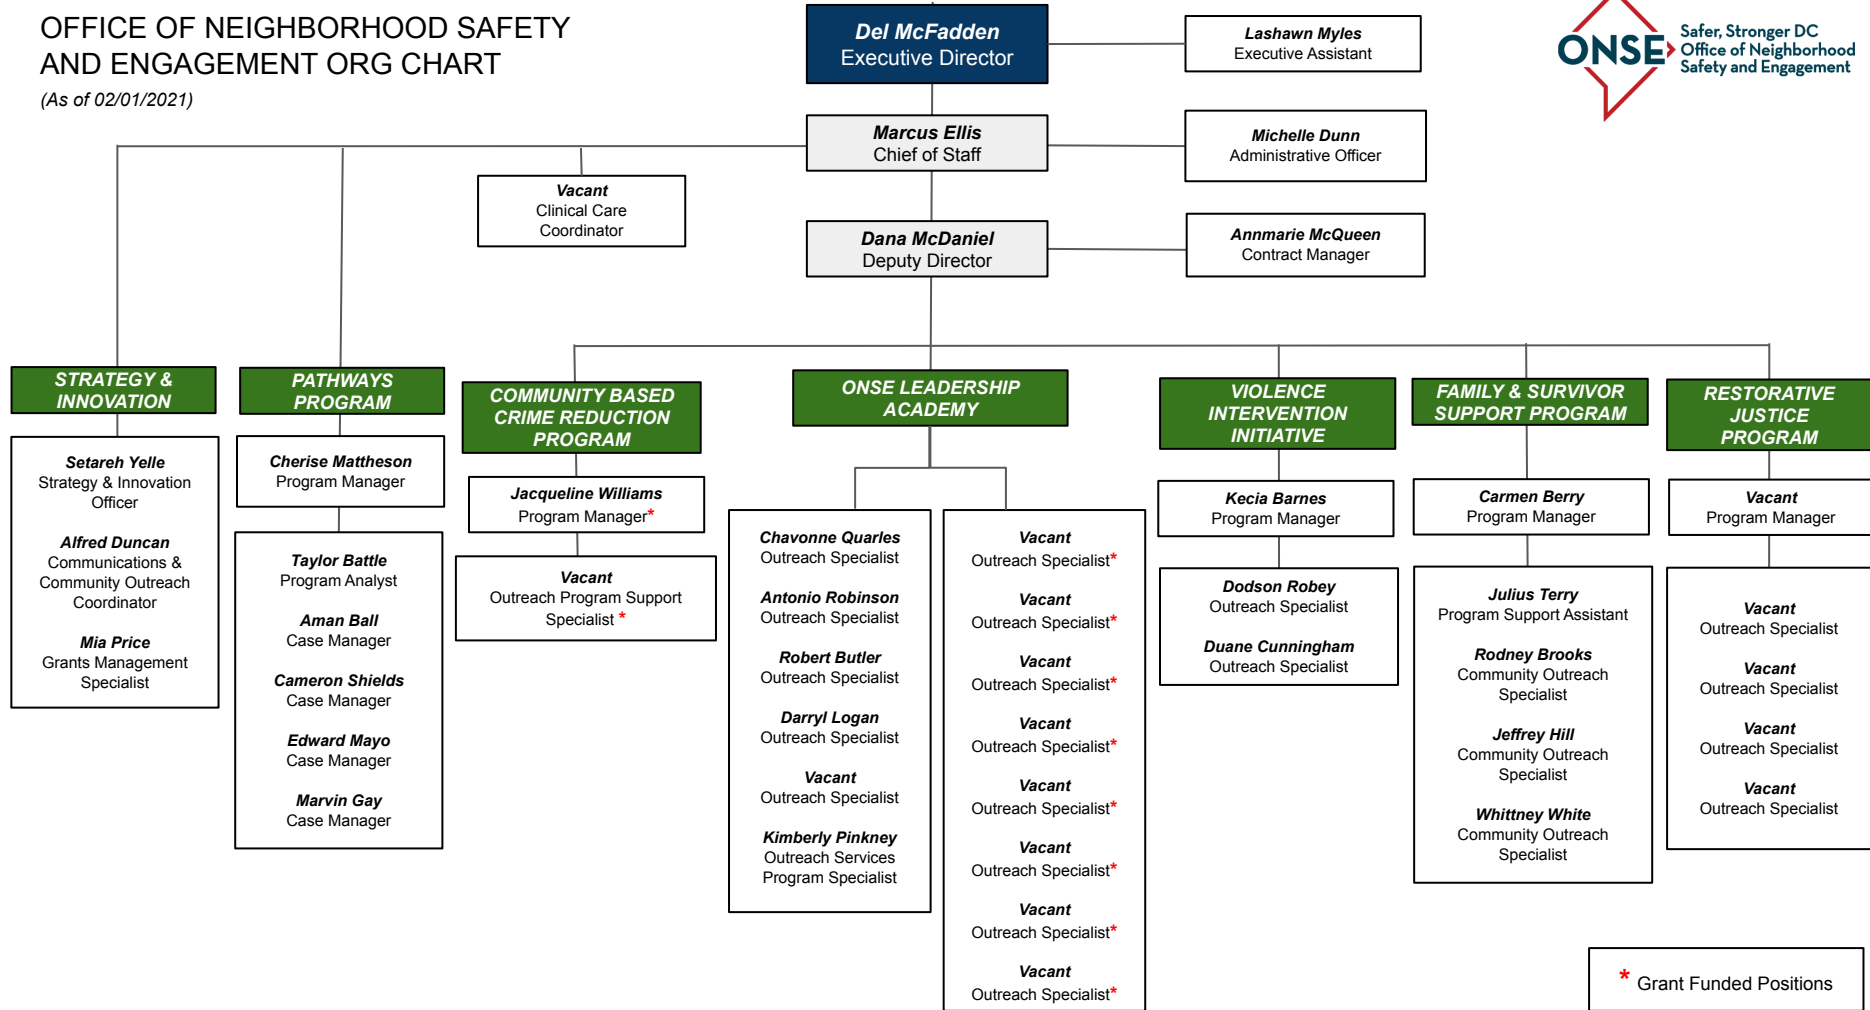 OFFICE OF NEIGHBORHOOD SAFETY
AND ENGAGEMENT ORG CHART
(As of 02/01/2021)
Del McFadden
Executive Director
Lashawn Myles
Executive Assistant
ONSE
Safer, Stronger DC
Office of Neighborhood
Safety and Engagement
Marcus Ellis
Chief of Staff
Michelle Dunn
Administrative Officer
Vacant
Clinical Care
Coordinator
Dana McDaniel
Deputy Director
Annmarie McQueen
Contract Manager
STRATEGY &
INNOVATION
Setareh Yelle
Strategy & Innovation
Officer
Alfred Duncan
Communications &
Community Outreach
Coordinator
Mia Price
Grants Management
Specialist
PATHWAYS
PROGRAM
Cherise Mattheson
Program Manager
Taylor Battle
Program Analyst
Aman Ball
Case Manager
Cameron Shields
Case Manager
Edward Mayo
Case Manager
Marvin Gay
Case Manager
COMMUNITY BASED
CRIME REDUCTION
PROGRAM
Jacqueline Williams
Program Manager*
Vacant
Outreach Program Support
Specialist *
ONSE LEADERSHIP
ACADEMY
Chavonne Quarles
Outreach Specialist
Antonio Robinson
Outreach Specialist
Robert Butler
Outreach Specialist
Darryl Logan
Outreach Specialist
Vacant
Outreach Specialist
Kimberly Pinkney
Outreach Services
Program Specialist
Vacant
Outreach Specialist*
Vacant
Outreach Specialist*
Vacant
Outreach Specialist*
Vacant
Outreach Specialist*
Vacant
Outreach Specialist*
Vacant
Outreach Specialist*
Vacant
Outreach Specialist*
Vacant
Outreach Specialist*
VIOLENCE
INTERVENTION
INITIATIVE
Kecia Barnes
Program Manager
Dodson Robey
Outreach Specialist
Duane Cunningham
Outreach Specialist
FAMILY & SURVIVOR
SUPPORT PROGRAM
Carmen Berry
Program Manager
Julius Terry
Program Support Assistant
Rodney Brooks
Community Outreach
Specialist
Jeffrey Hill
Community Outreach
Specialist
Whittney White
Community Outreach
Specialist
RESTORATIVE
JUSTICE
PROGRAM
Vacant
Program Manager
Vacant
Outreach Specialist
Vacant
Outreach Specialist
Vacant
Outreach Specialist
Vacant
Outreach Specialist
* Grant Funded Positions